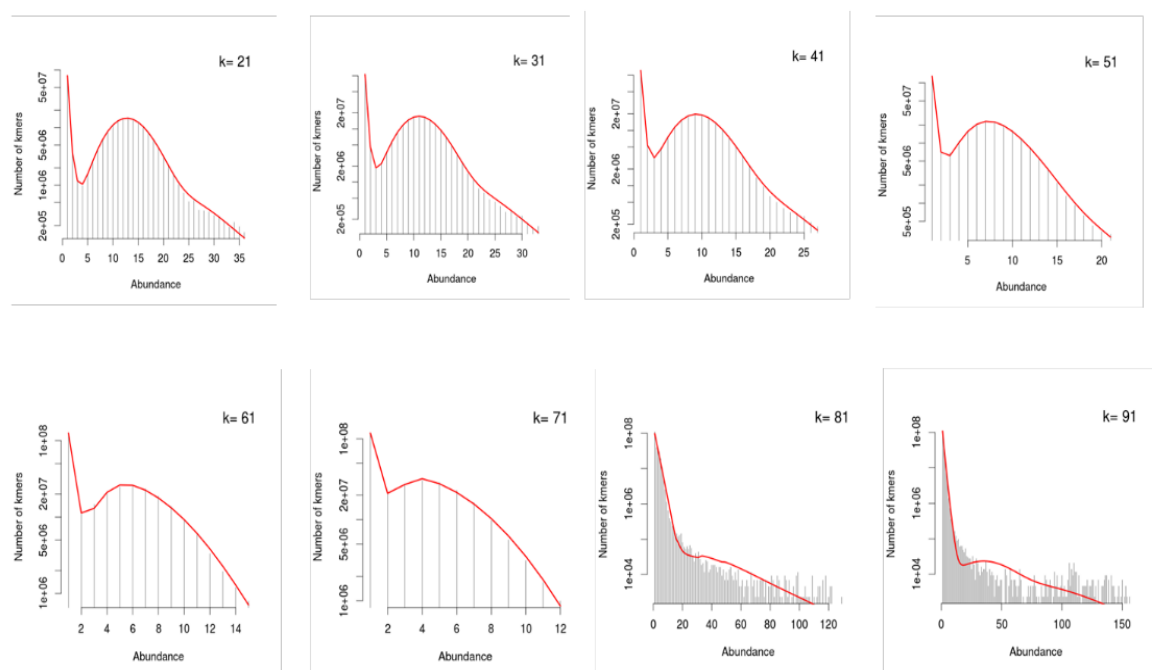 k= 21
Number of kmers
5e+07
5e+06
1e+06
2e+05
0 5 10 15 20 25 30 35
Abundance
k= 31
Number of kmers
2e+07
2e+06
2e+05
0 5 10 15 20 25 30
Abundance
k= 41
Number of kmers
2e+07
2e+06
2e+05
0 5 10 15 20 25
Abundance
k= 51
Number of kmers
5e+07
5e+06
5e+05
5 10 15 20
Abundance
k= 61
Number of kmers
1e+08
2e+07
5e+06
1e+06
2 4 6 8 10 12 14
Abundance
k= 71
Number of kmers
1e+08
2e+07
5e+06
1e+06
2 4 6 8 10 12
Abundance
k= 81
Number of kmers
1e+08
1e+06
1e+04
0 20 40 60 80 100 120
Abundance
k= 91
Number of kmers
1e+08
1e+06
1e+04
0 50 100 150
Abundance